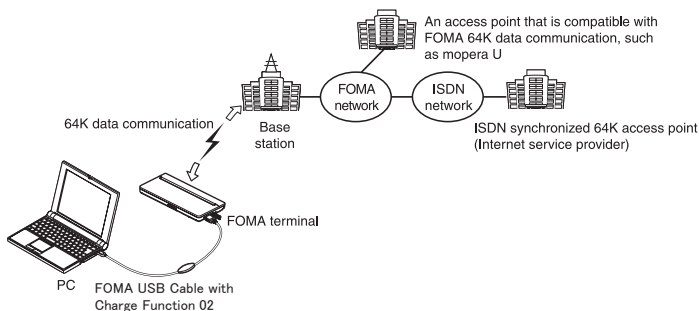 An access point that is compatible with
FOMA 64K data communication, such
as mopera U
FOMA
network
ISDN
network
64K data communication
Base
station
ISDN synchronized 64K access point
(Internet service provider)
FOMA terminal
PC
FOMA USB Cable with
Charge Function 02